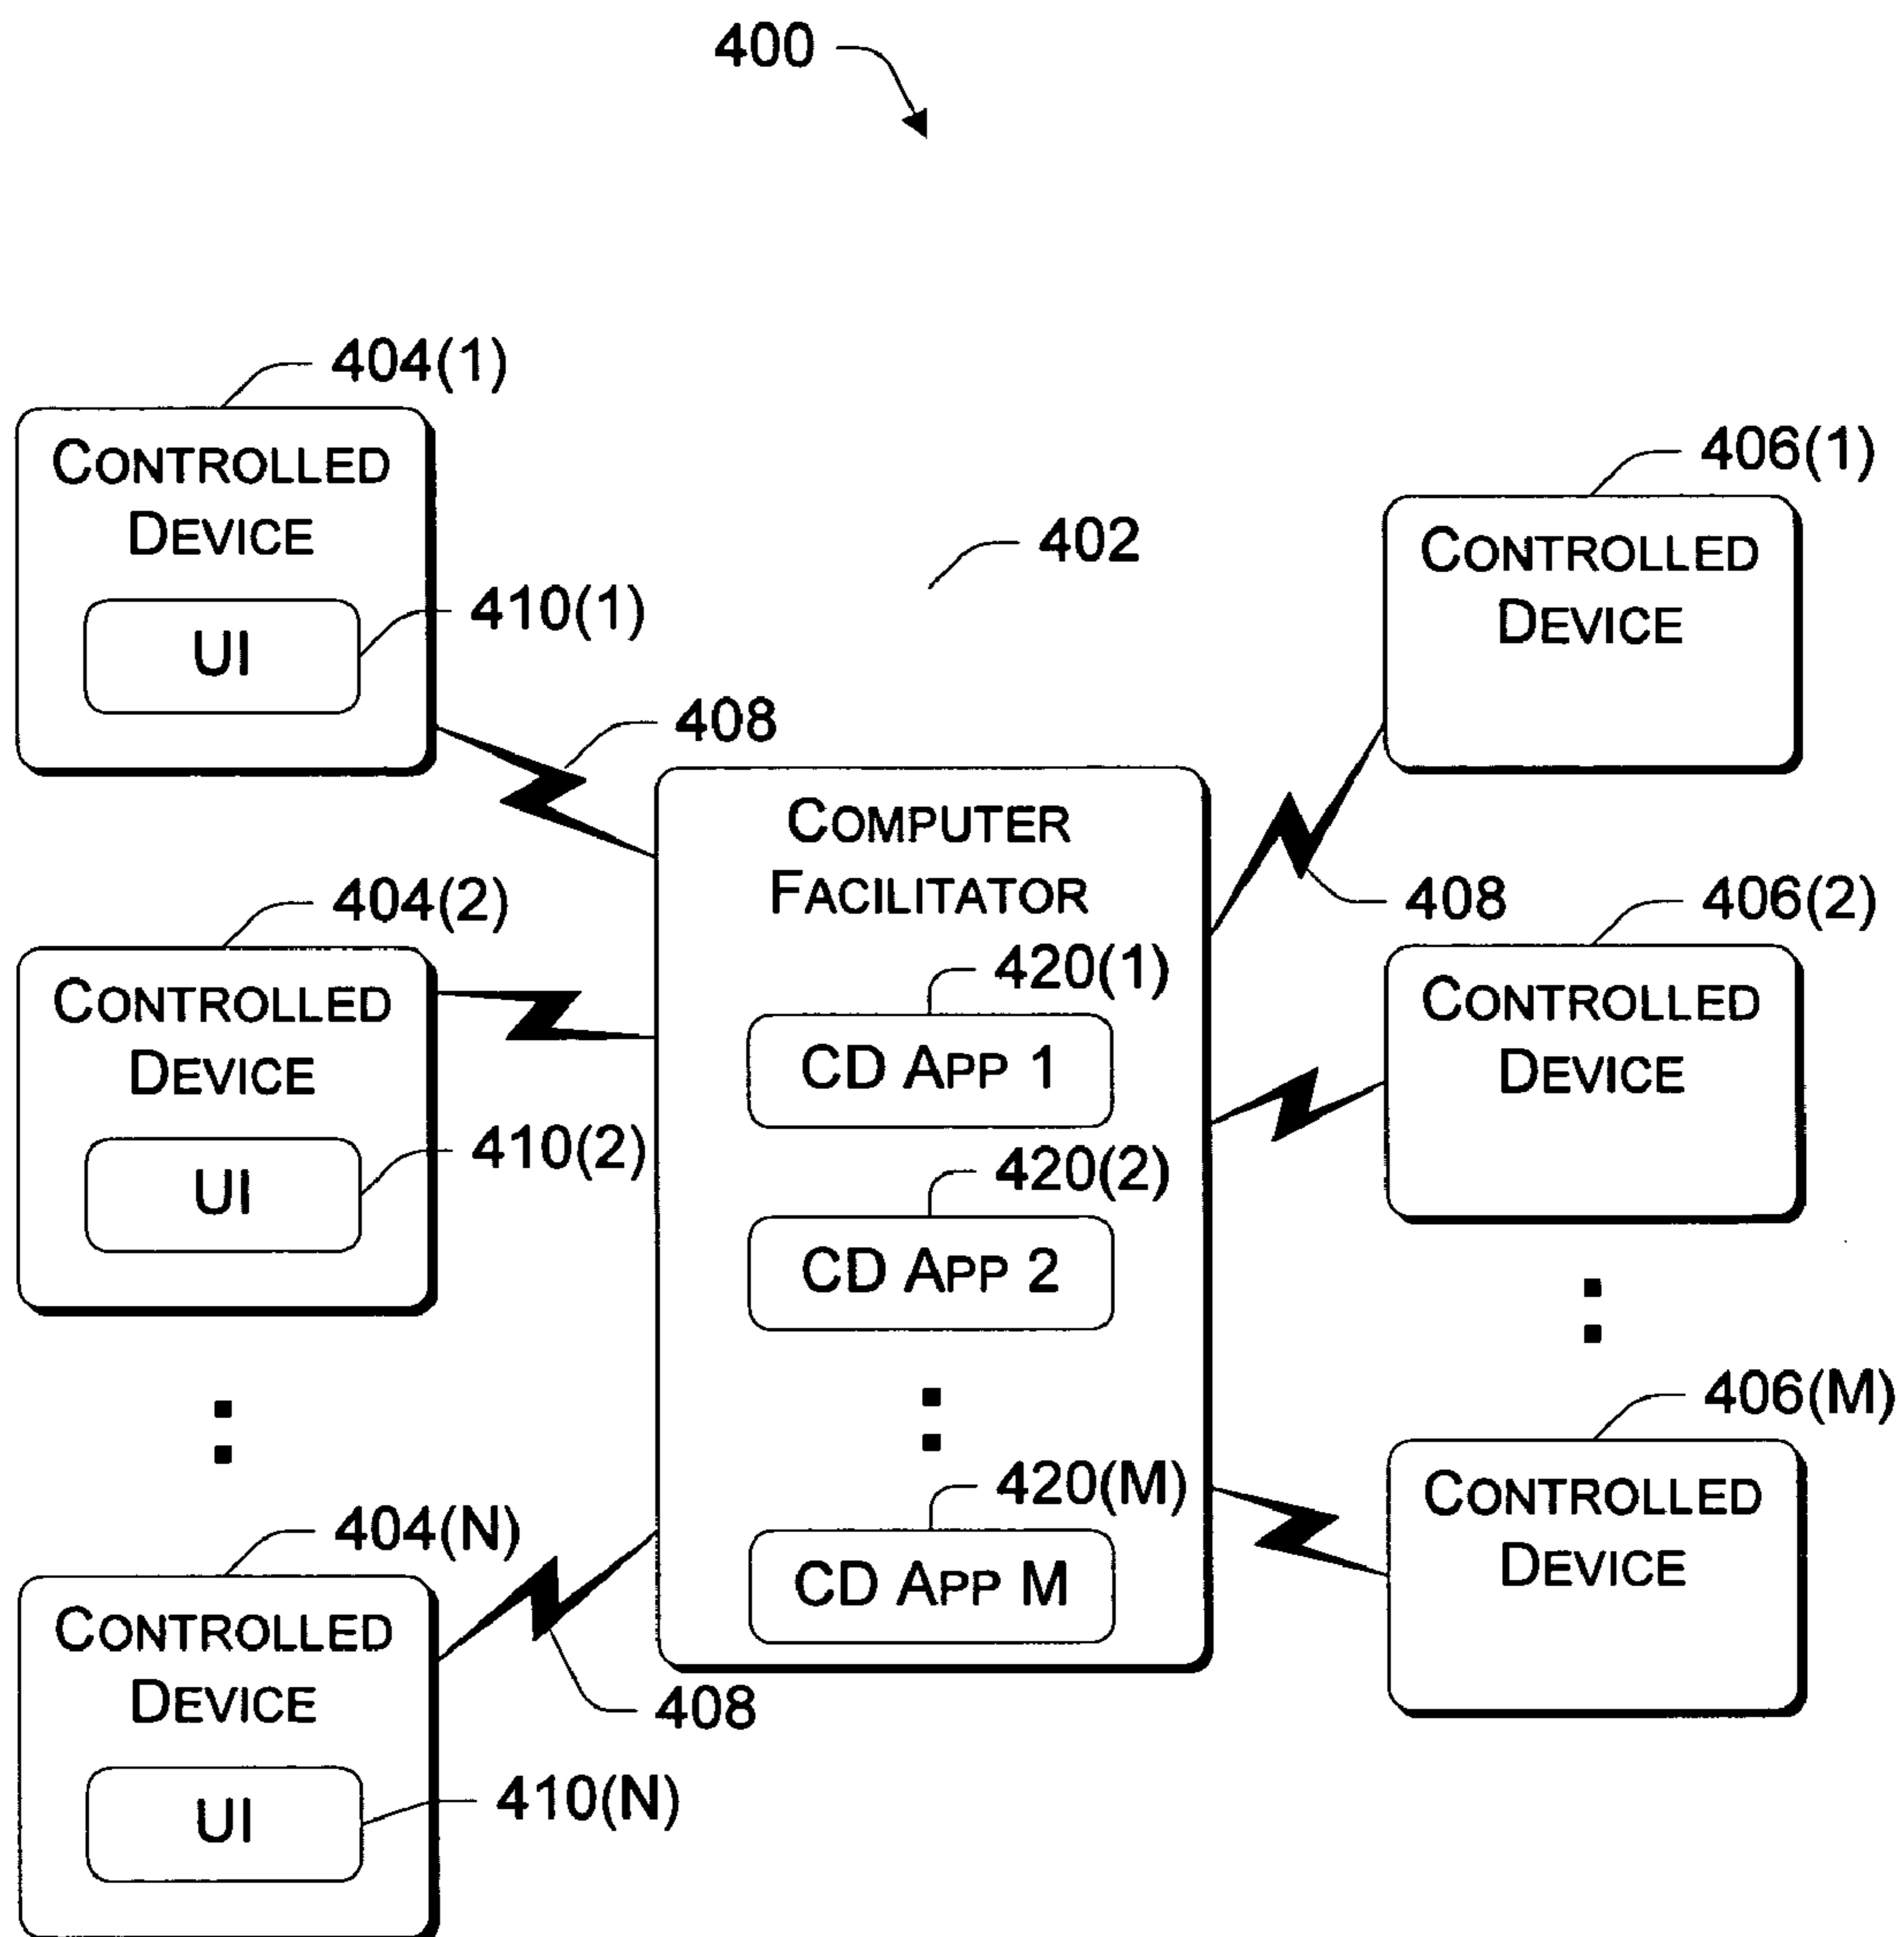 400
404(1)
CONTROLLED
DEVICE
410(1)
UI
402
406(1)
CONTROLLED
DEVICE
408
COMPUTER
FACILITATOR
408
404(2)
CONTROLLED
DEVICE
410(2)
UI
420(1)
CD APP 1
420(2)
CD APP 2
406(2)
CONTROLLED
DEVICE
420(M)
CD APP M
406(M)
CONTROLLED
DEVICE
404(N)
CONTROLLED
DEVICE
408
410(N)
UI